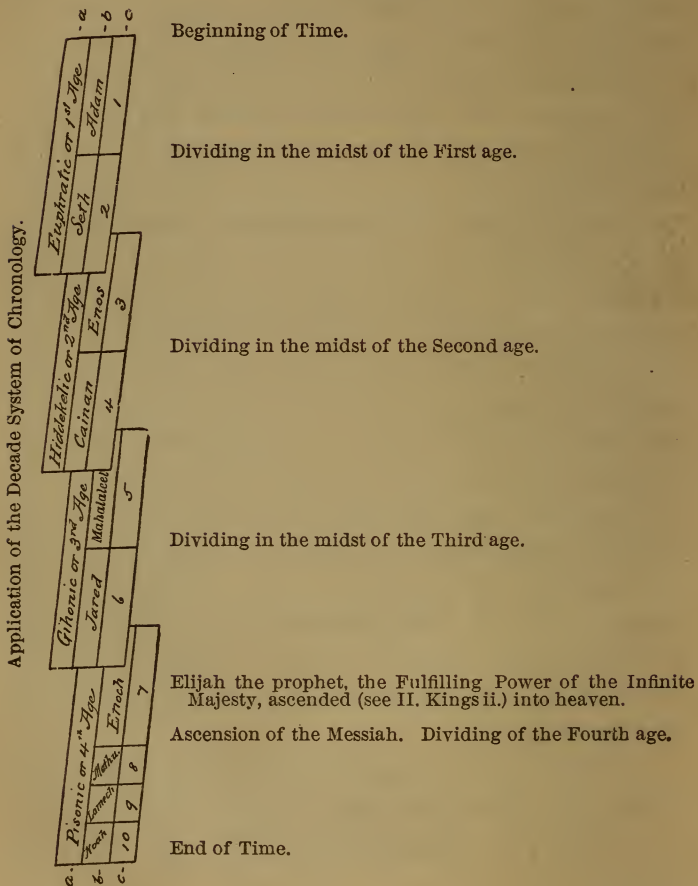 Application of the Decade System of Chronology.
-a
-b
-c
Euphratic or 1st Age
Seth Adam
2 1
Hiddekelic or 2nd Age
Cainan Enos
4 3
Gihonic or 3rd Age
Jared Mahalaleel
6 5
Pisonic or 4th Age
Noah Lamech Methu. Enoch
10 9 8 7
a-
b-
c-
Beginning of Time.
Dividing in the midst of the First age.
Dividing in the midst of the Second age.
Dividing in the midst of the Third age.
Elijah the prophet, the Fulfilling Power of the Infinite
Majesty, ascended (see II. Kings ii.) into heaven.
Ascension of the Messiah. Dividing of the Fourth age.
End of Time.